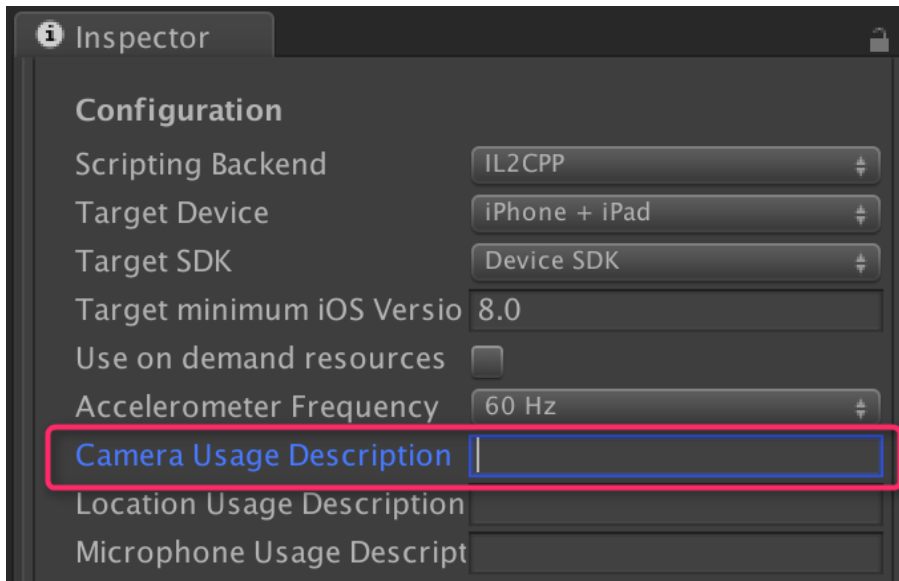 Inspector
Configuration
Scripting Backend IL2CPP
Target Device iPhone + iPad
Target SDK Device SDK
Target minimum iOS Versio 8.0
Use on demand resources
Accelerometer Frequency 60 Hz
Camera Usage Description
Location Usage Description
Microphone Usage Descript